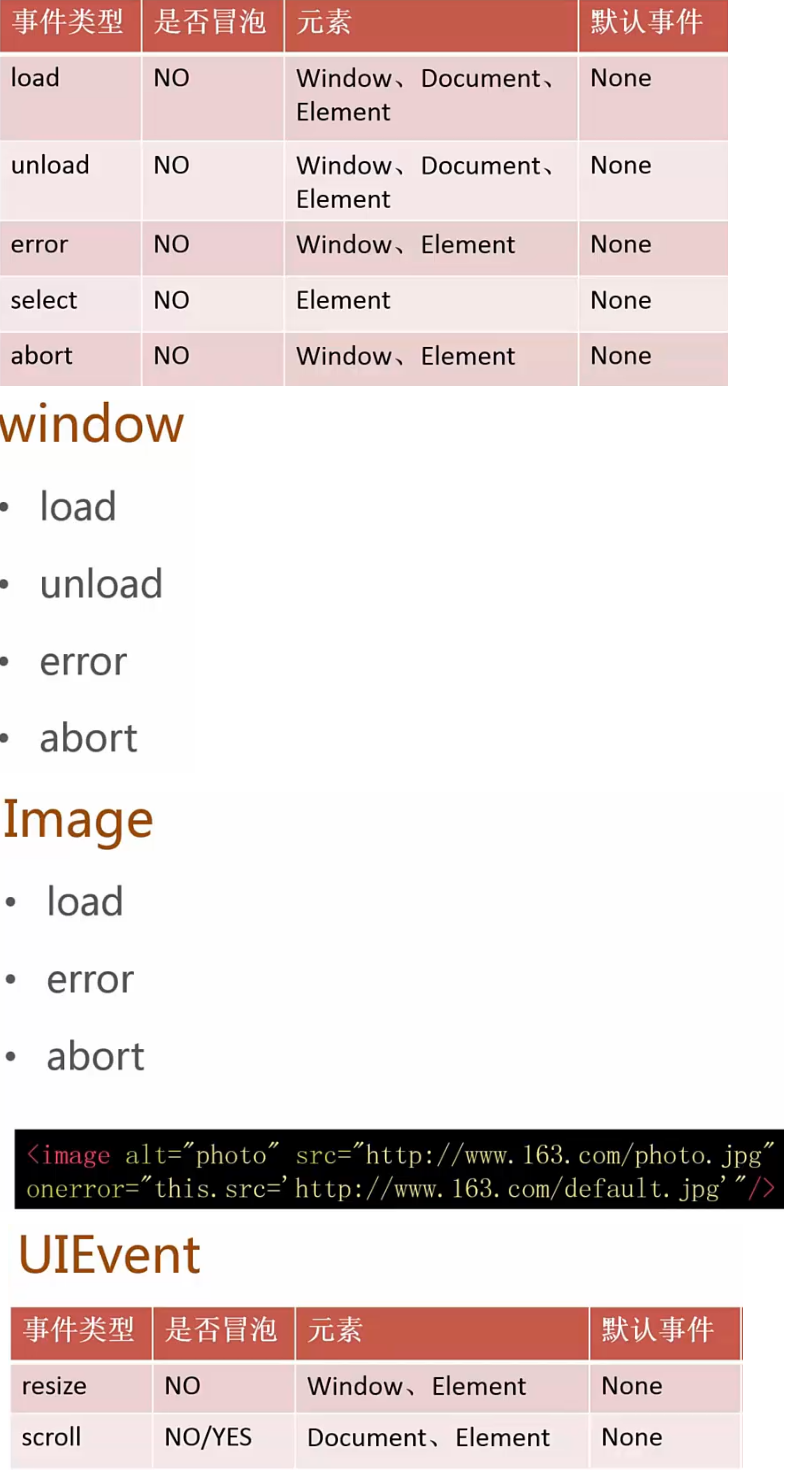 事件类型 是否冒泡 元素 默认事件
load NO Window、Document、 None
Element
unload NO Window、Document、 None
Element
error NO Window、Element None
select NO Element None
abort NO Window、Element None
window
• load
• unload
• error
• abort
Image
• load
• error
• abort
<image alt="photo" src="http://www.163.com/photo.jpg"
onerror="this.src='http://www.163.com/default.jpg'"/>
UIEvent
事件类型 是否冒泡 元素 默认事件
resize NO Window、Element None
scroll NO/YES Document、Element None